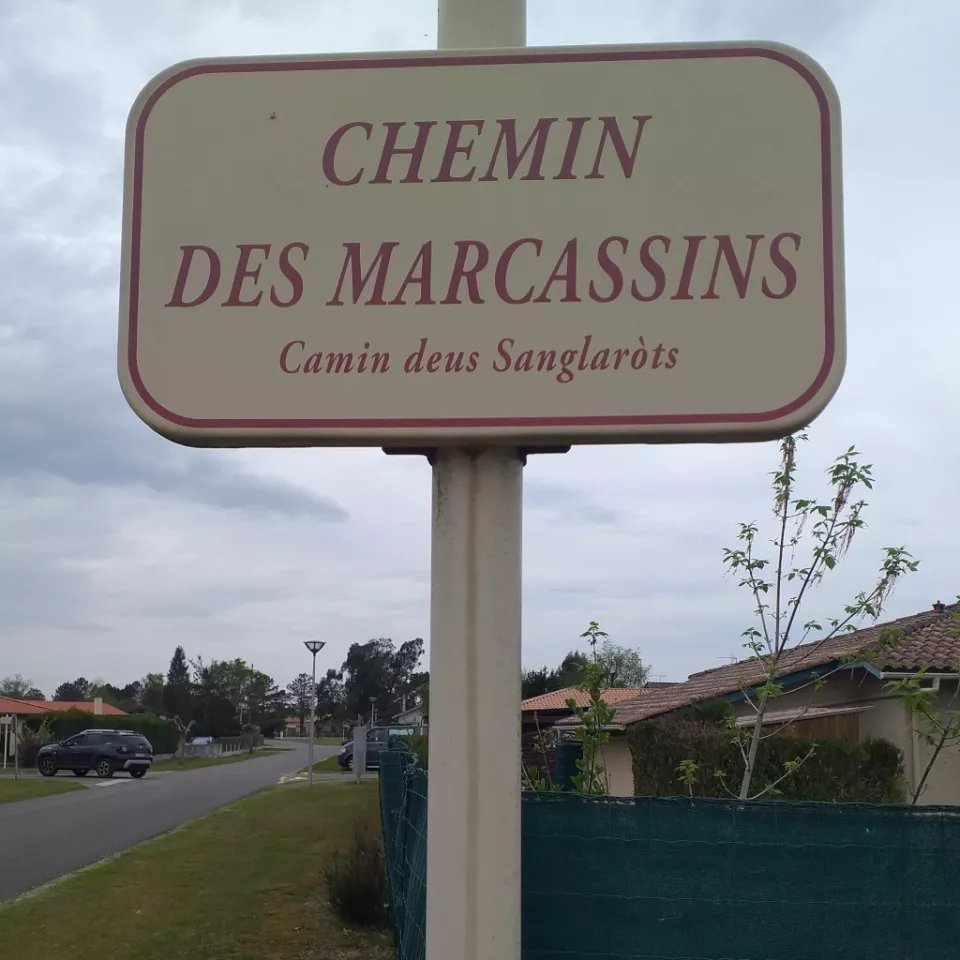 CHEMIN
DES MARCASSINS
Camin deus Sanglaròts